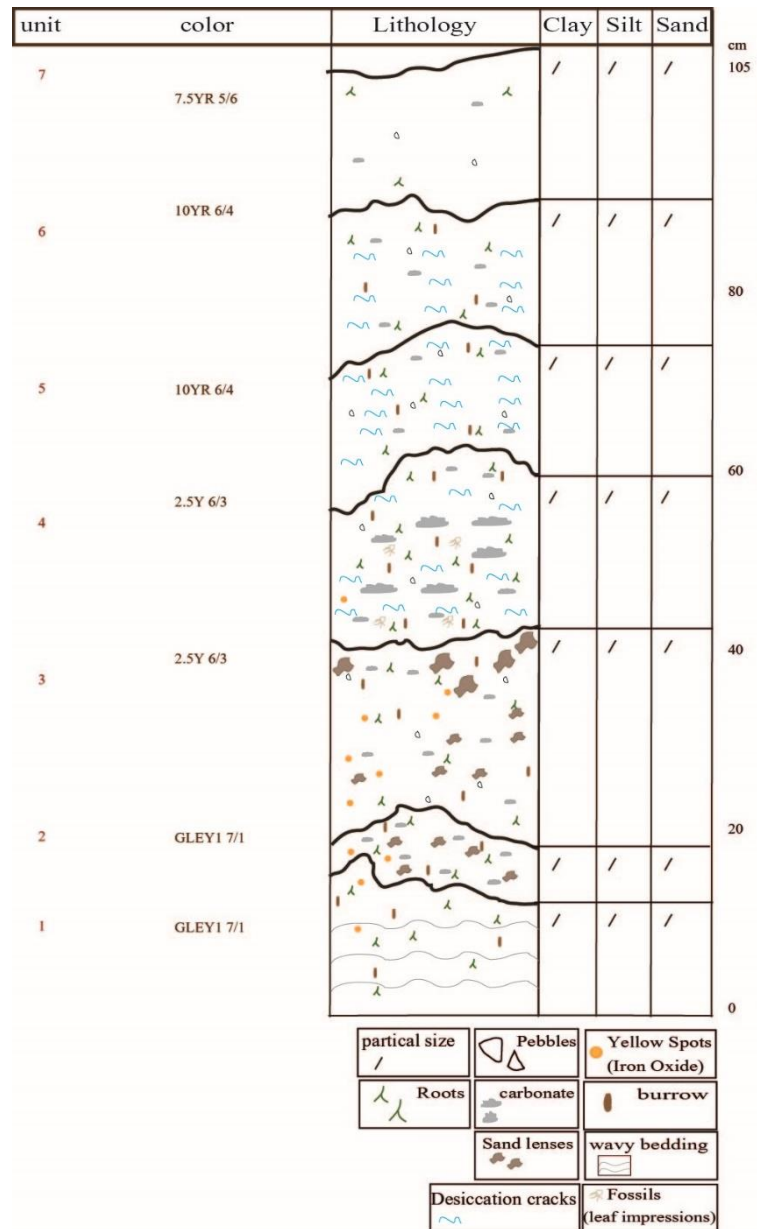 unit color Lithology Clay Silt Sand
cm
7 105
7.5YR 5/6
10YR 6/4
6
80
5 10YR 6/4
60
2.5Y 6/3
4
2.5Y 6/3 40
3
2 GLEY1 7/1 20
1 GLEY1 7/1
0
partical size Pebbles Yellow Spots
(Iron Oxide)
Roots carbonate burrow
Sand lenses wavy bedding
Desiccation cracks Fossils
(leaf impressions)